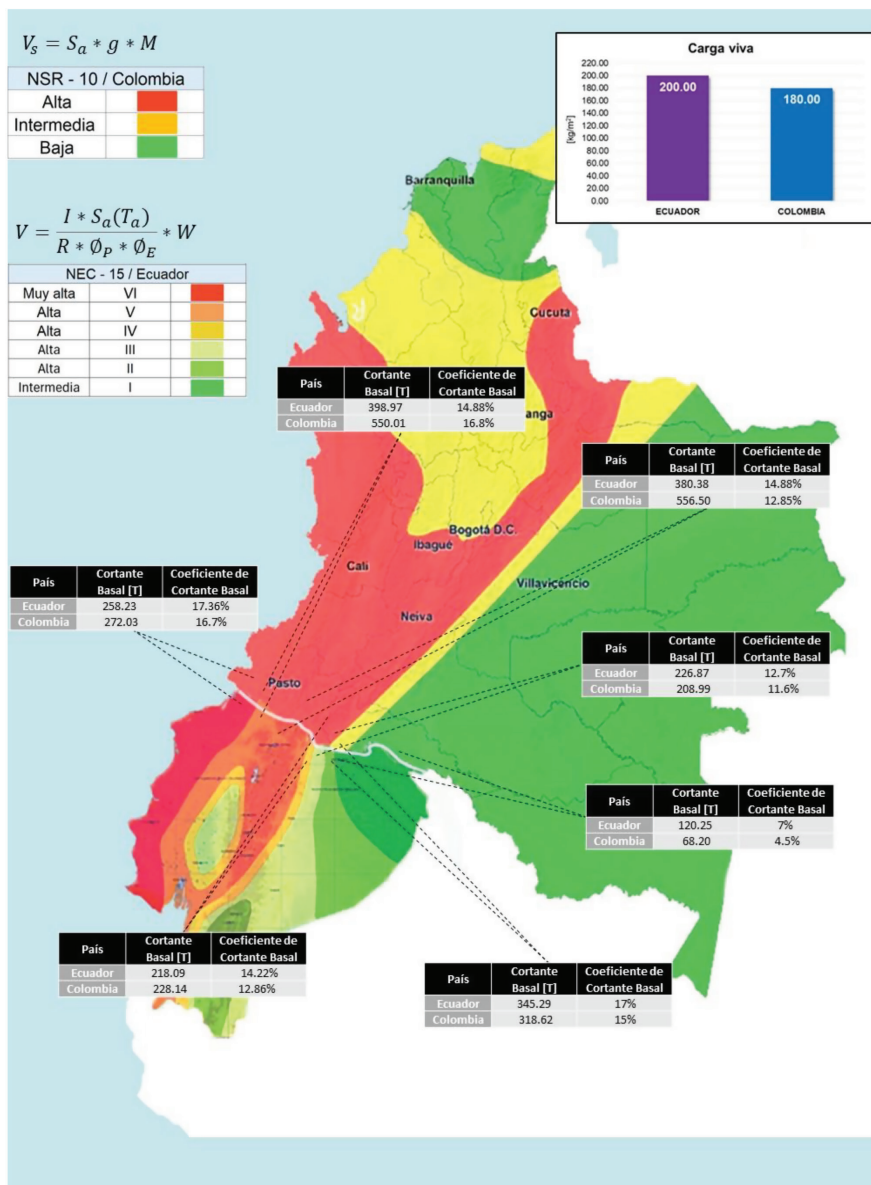 V_s = S_a * g * M
NSR - 10 / Colombia
Alta
Intermedia
Baja
V = I * S_a(T_a) / R * Ø_P * Ø_E * W
NEC - 15 / Ecuador
Muy alta VI
Alta V
Alta IV
Alta III
Alta II
Intermedia I
Carga viva
[kg/m²]
220.00
200.00
180.00
160.00
140.00
120.00
100.00
80.00
60.00
40.00
20.00
0.00
200.00
180.00
ECUADOR COLOMBIA
Barranquilla
Cucuta
País Cortante Basal [T] Coeficiente de Cortante Basal
Ecuador 398.97 14.88%
Colombia 550.01 16.8%
anga
País Cortante Basal [T] Coeficiente de Cortante Basal
Ecuador 380.38 14.88%
Colombia 556.50 12.85%
Bogotá D.C.
Ibagué
Cali
Villavicencio
Neiva
País Cortante Basal [T] Coeficiente de Cortante Basal
Ecuador 258.23 17.36%
Colombia 272.03 16.7%
País Cortante Basal [T] Coeficiente de Cortante Basal
Ecuador 226.87 12.7%
Colombia 208.99 11.6%
Pasto
País Cortante Basal [T] Coeficiente de Cortante Basal
Ecuador 120.25 7%
Colombia 68.20 4.5%
País Cortante Basal [T] Coeficiente de Cortante Basal
Ecuador 218.09 14.22%
Colombia 228.14 12.86%
País Cortante Basal [T] Coeficiente de Cortante Basal
Ecuador 345.29 17%
Colombia 318.62 15%